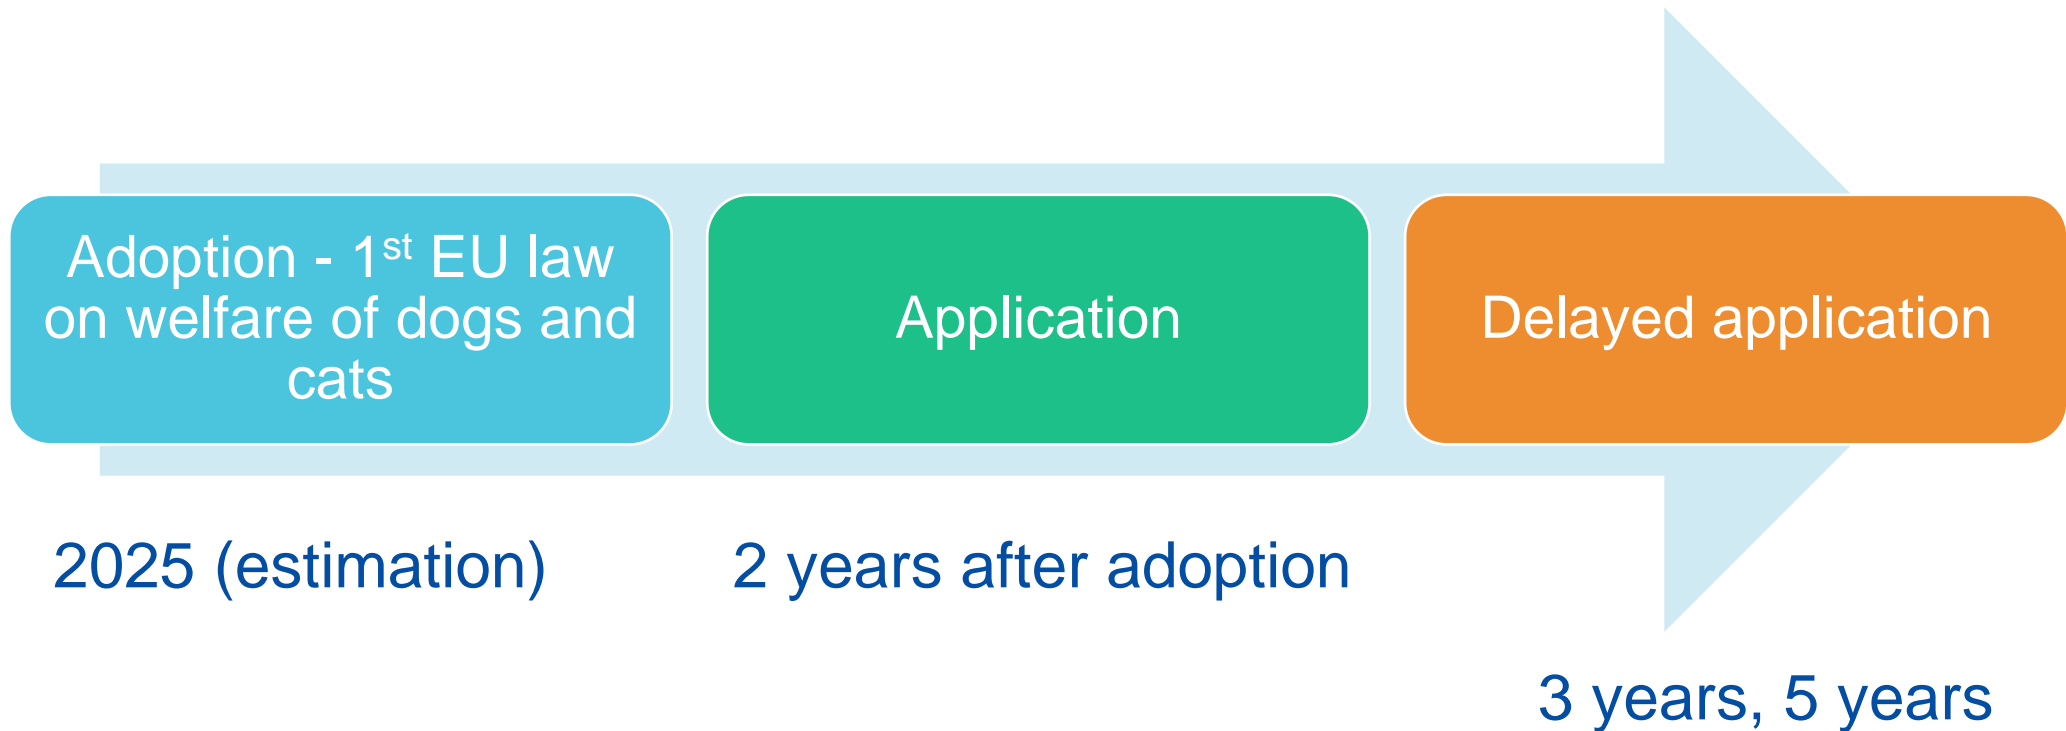 Adoption - 1st EU law
on welfare of dogs and
cats
Application
Delayed application
2025 (estimation)
2 years after adoption
3 years, 5 years